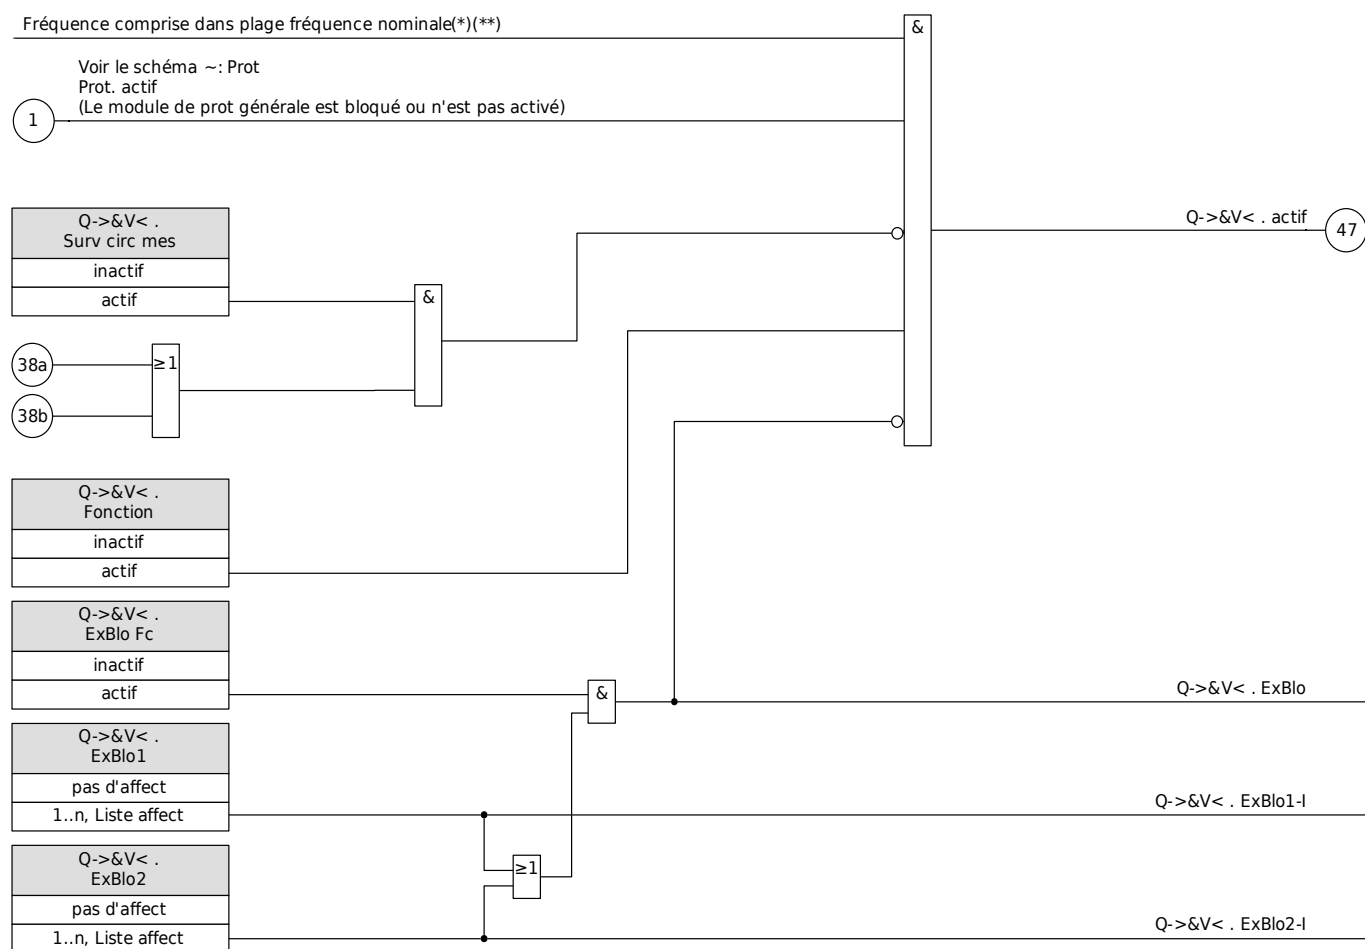 Fréquence comprise dans plage fréquence nominale(*)(**)
&
Voir le schéma ~: Prot
Prot. actif
(Le module de prot générale est bloqué ou n'est pas activé)
1
Q->&V< .
Surv circ mes
inactif
actif
&
Q->&V< . actif
47
38a
≥1
38b
Q->&V< .
Fonction
inactif
actif
Q->&V< .
ExBlo Fc
inactif
actif
&
Q->&V< . ExBlo
Q->&V< .
ExBlo1
pas d'affect
1..n, Liste affect
Q->&V< . ExBlo1-I
≥1
Q->&V< .
ExBlo2
pas d'affect
1..n, Liste affect
Q->&V< . ExBlo2-I